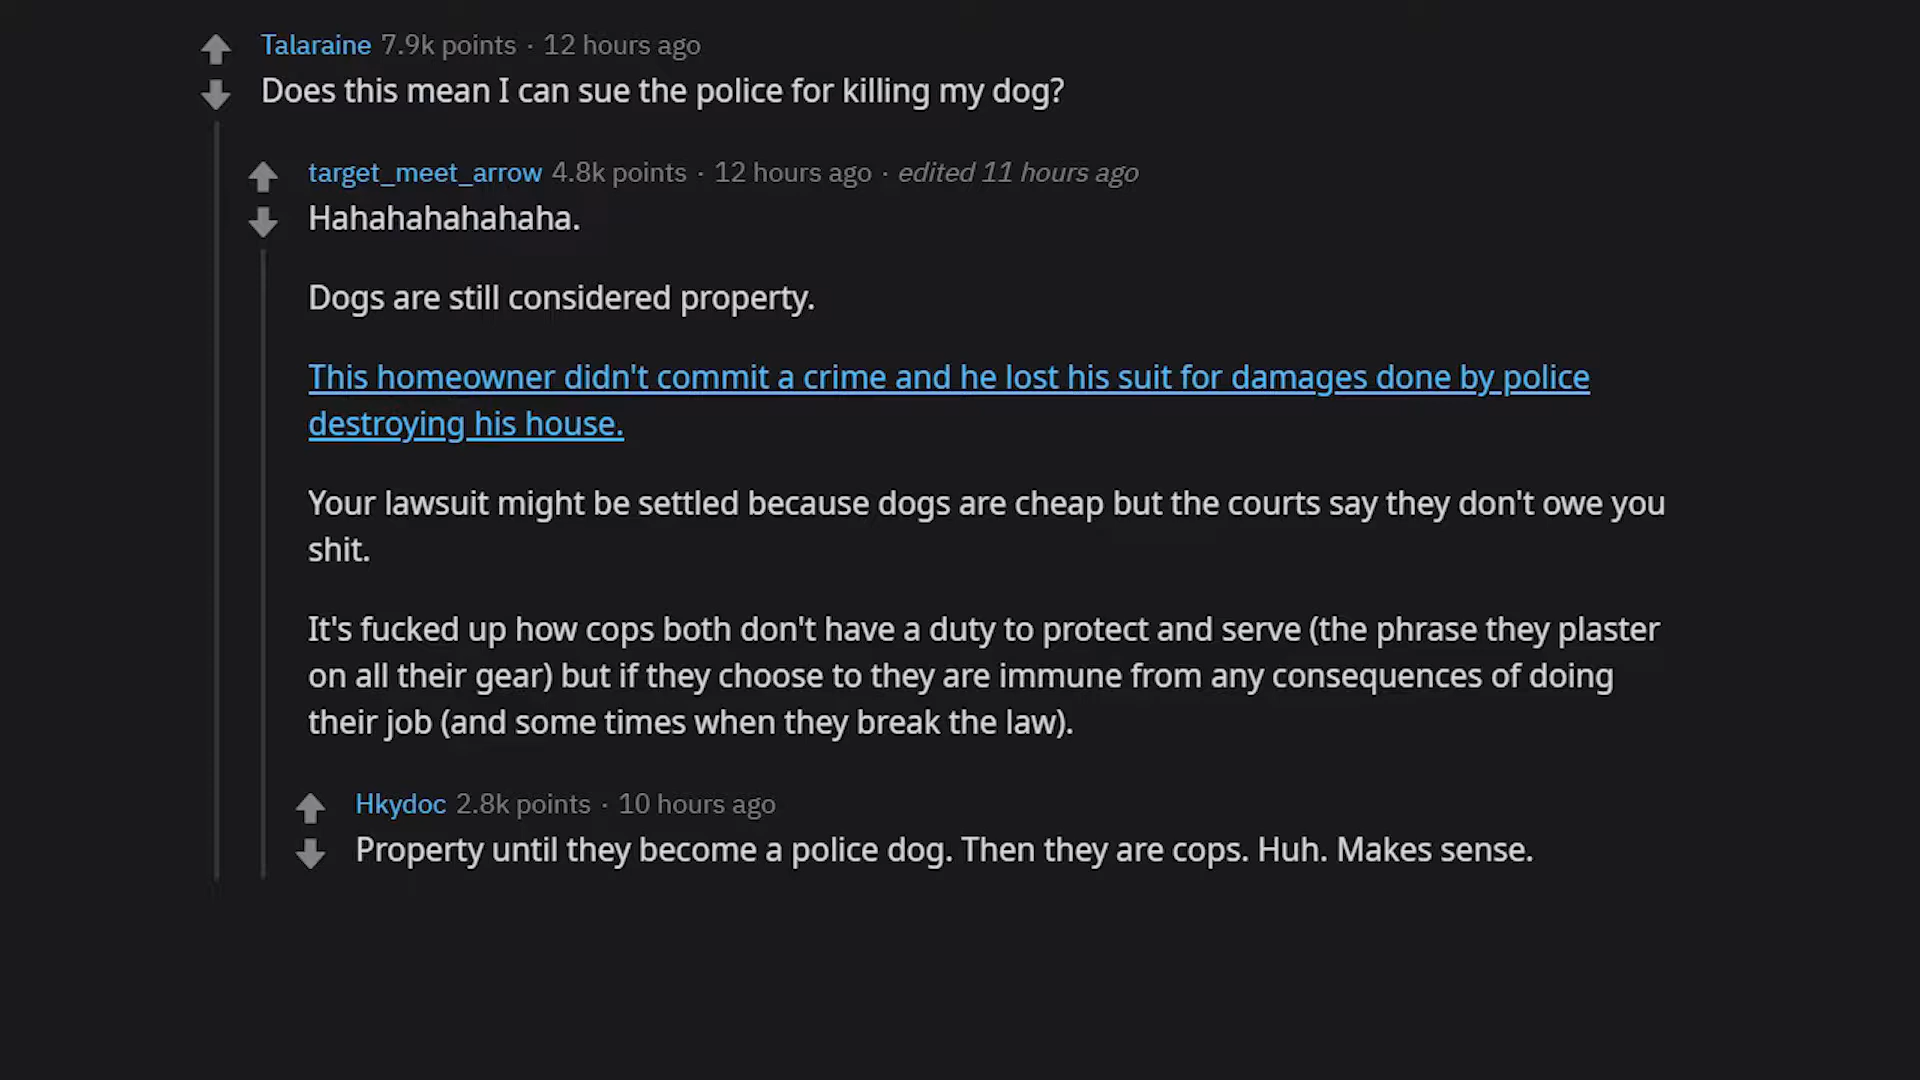 Talaraine 7.9k points · 12 hours ago
Does this mean I can sue the police for killing my dog?
target_meet_arrow 4.8k points · 12 hours ago · edited 11 hours ago
Hahahahahahaha.
Dogs are still considered property.
This homeowner didn't commit a crime and he lost his suit for damages done by police
destroying his house.
Your lawsuit might be settled because dogs are cheap but the courts say they don't owe you
shit.
It's fucked up how cops both don't have a duty to protect and serve (the phrase they plaster
on all their gear) but if they choose to they are immune from any consequences of doing
their job (and some times when they break the law).
Hkydoc 2.8k points · 10 hours ago
Property until they become a police dog. Then they are cops. Huh. Makes sense.